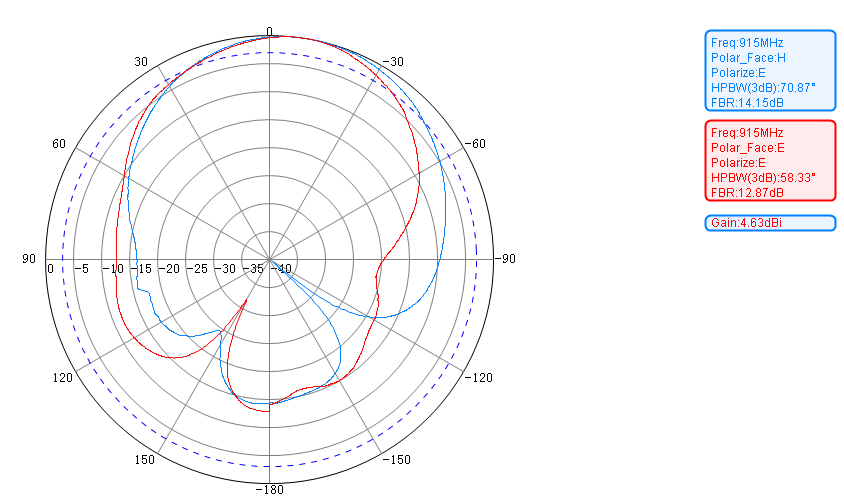 0
30
-30
60
-60
90
0 -5 -10 -15 -20 -25 -30 -35 -40
-90
120
-120
150
-150
-180
Freq:915MHz
Polar_Face:H
Polarize:E
HPBW(3dB):70.87°
FBR:14.15dB
Freq:915MHz
Polar_Face:E
Polarize:E
HPBW(3dB):58.33°
FBR:12.87dB
Gain:4.63dBi